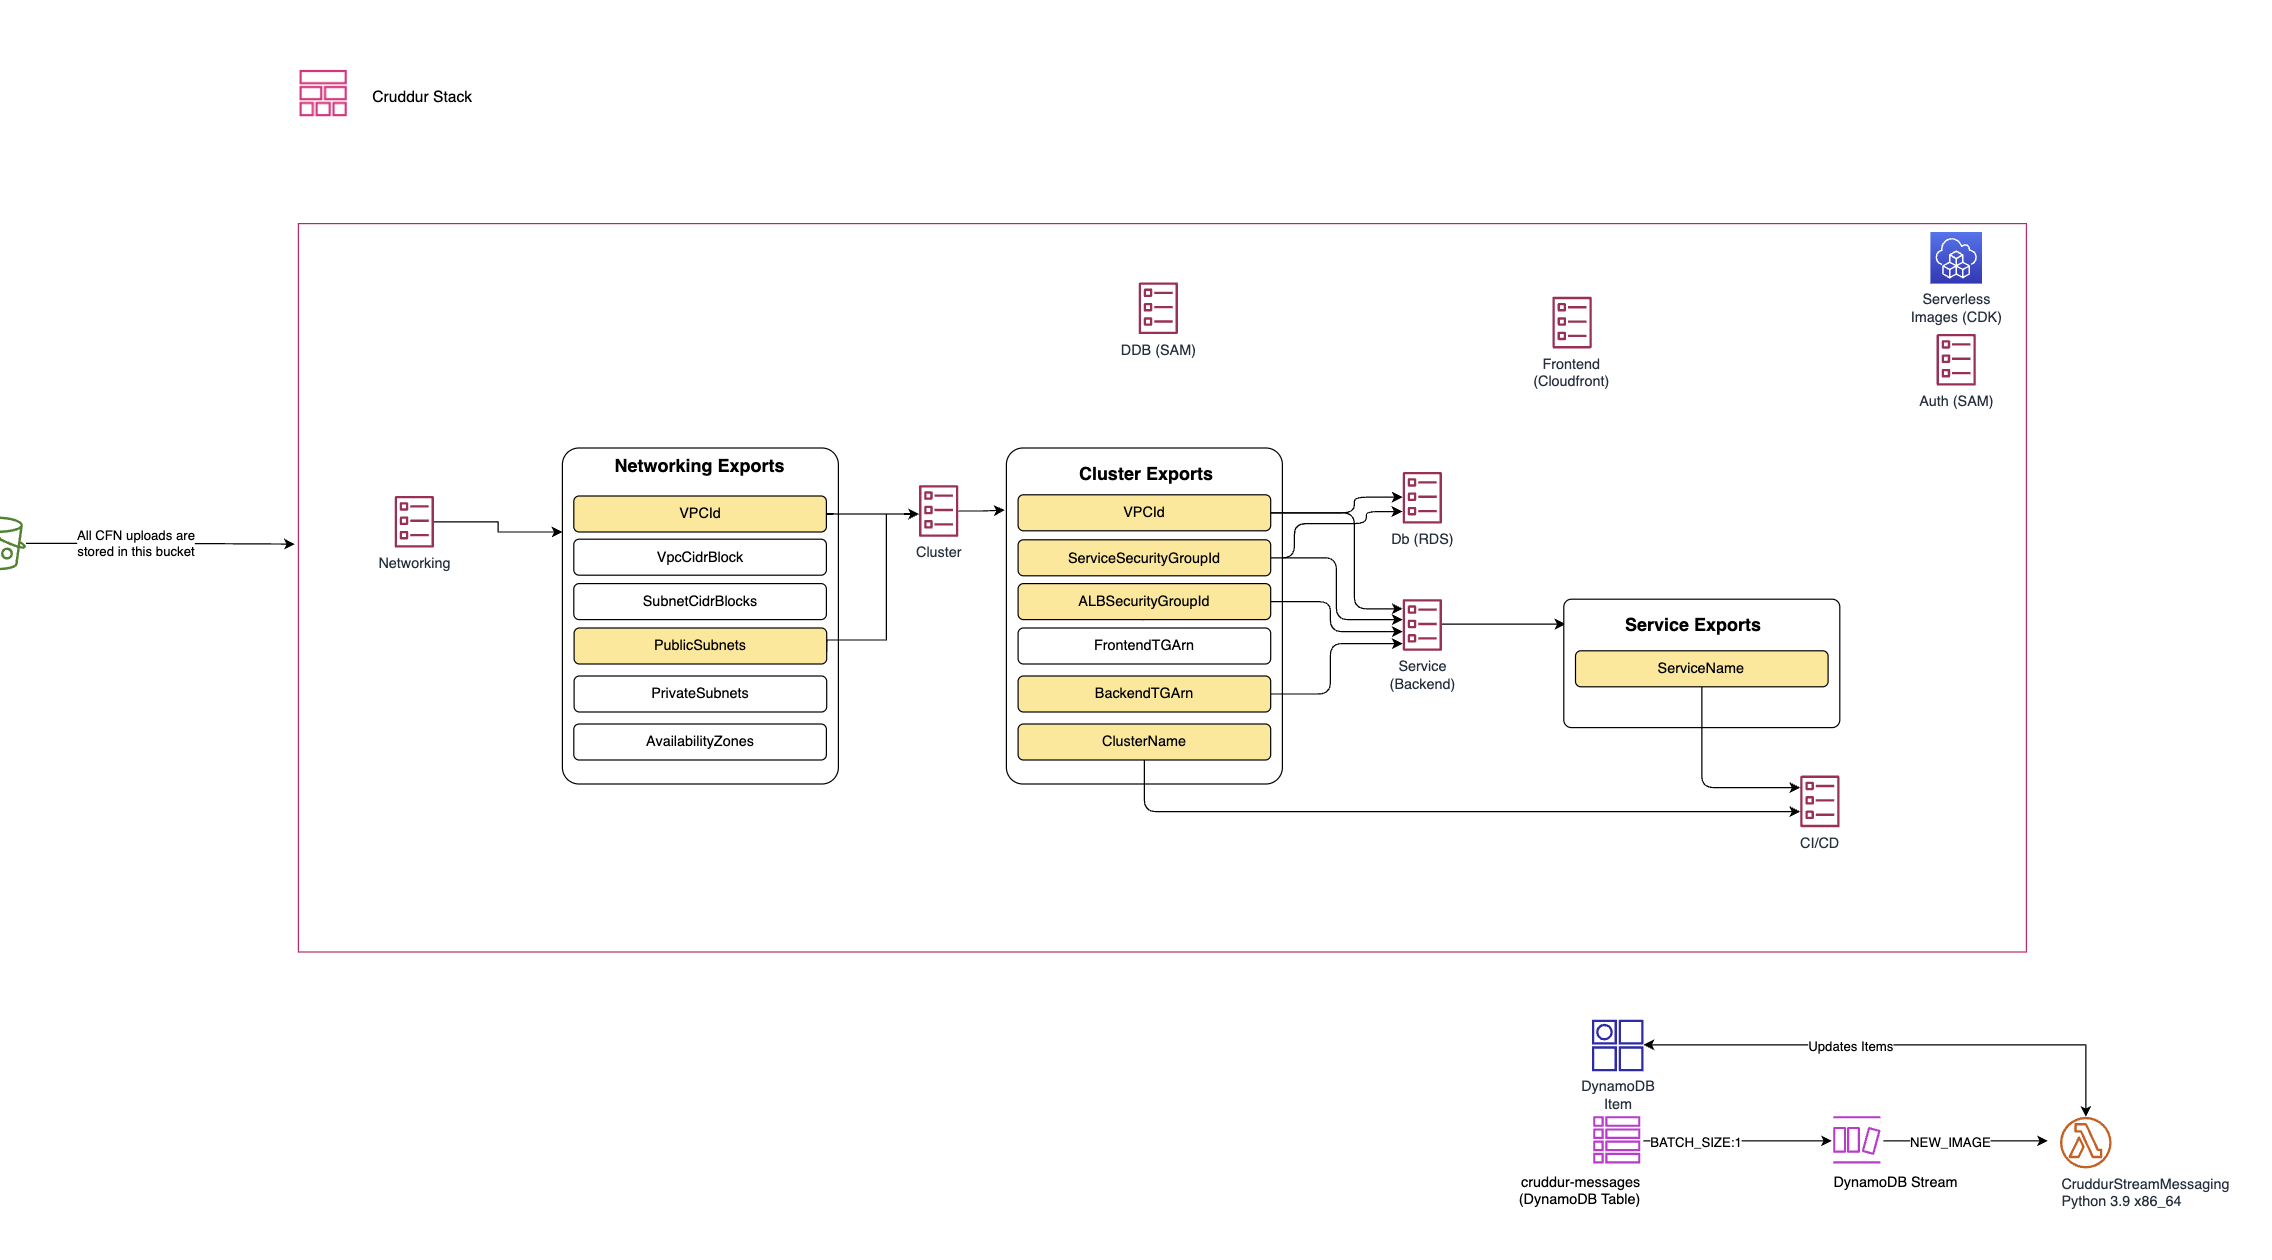 Cruddur Stack
Serverless
Images (CDK)
DDB (SAM)
Frontend
(Cloudfront)
Auth (SAM)
All CFN uploads are
stored in this bucket
Networking
Networking Exports
VPCId
VpcCidrBlock
SubnetCidrBlocks
PublicSubnets
PrivateSubnets
AvailabilityZones
Cluster
Cluster Exports
VPCId
ServiceSecurityGroupId
ALBSecurityGroupId
FrontendTGArn
BackendTGArn
ClusterName
Db (RDS)
Service
(Backend)
Service Exports
ServiceName
CI/CD
Updates Items
DynamoDB
Item
BATCH_SIZE:1
NEW_IMAGE
cruddur-messages
(DynamoDB Table)
DynamoDB Stream
CruddurStreamMessaging
Python 3.9 x86_64